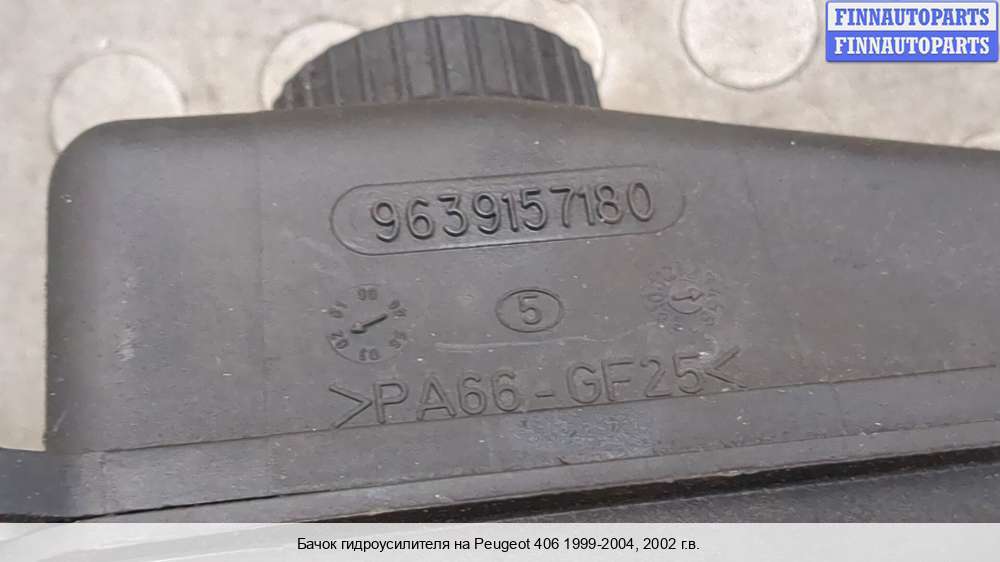 FINNAUTOPARTS
FINNAUTOPARTS
9639157180
5
>PA66-GF25<
Бачок гидроусилителя на Peugeot 406 1999-2004, 2002 г.в.